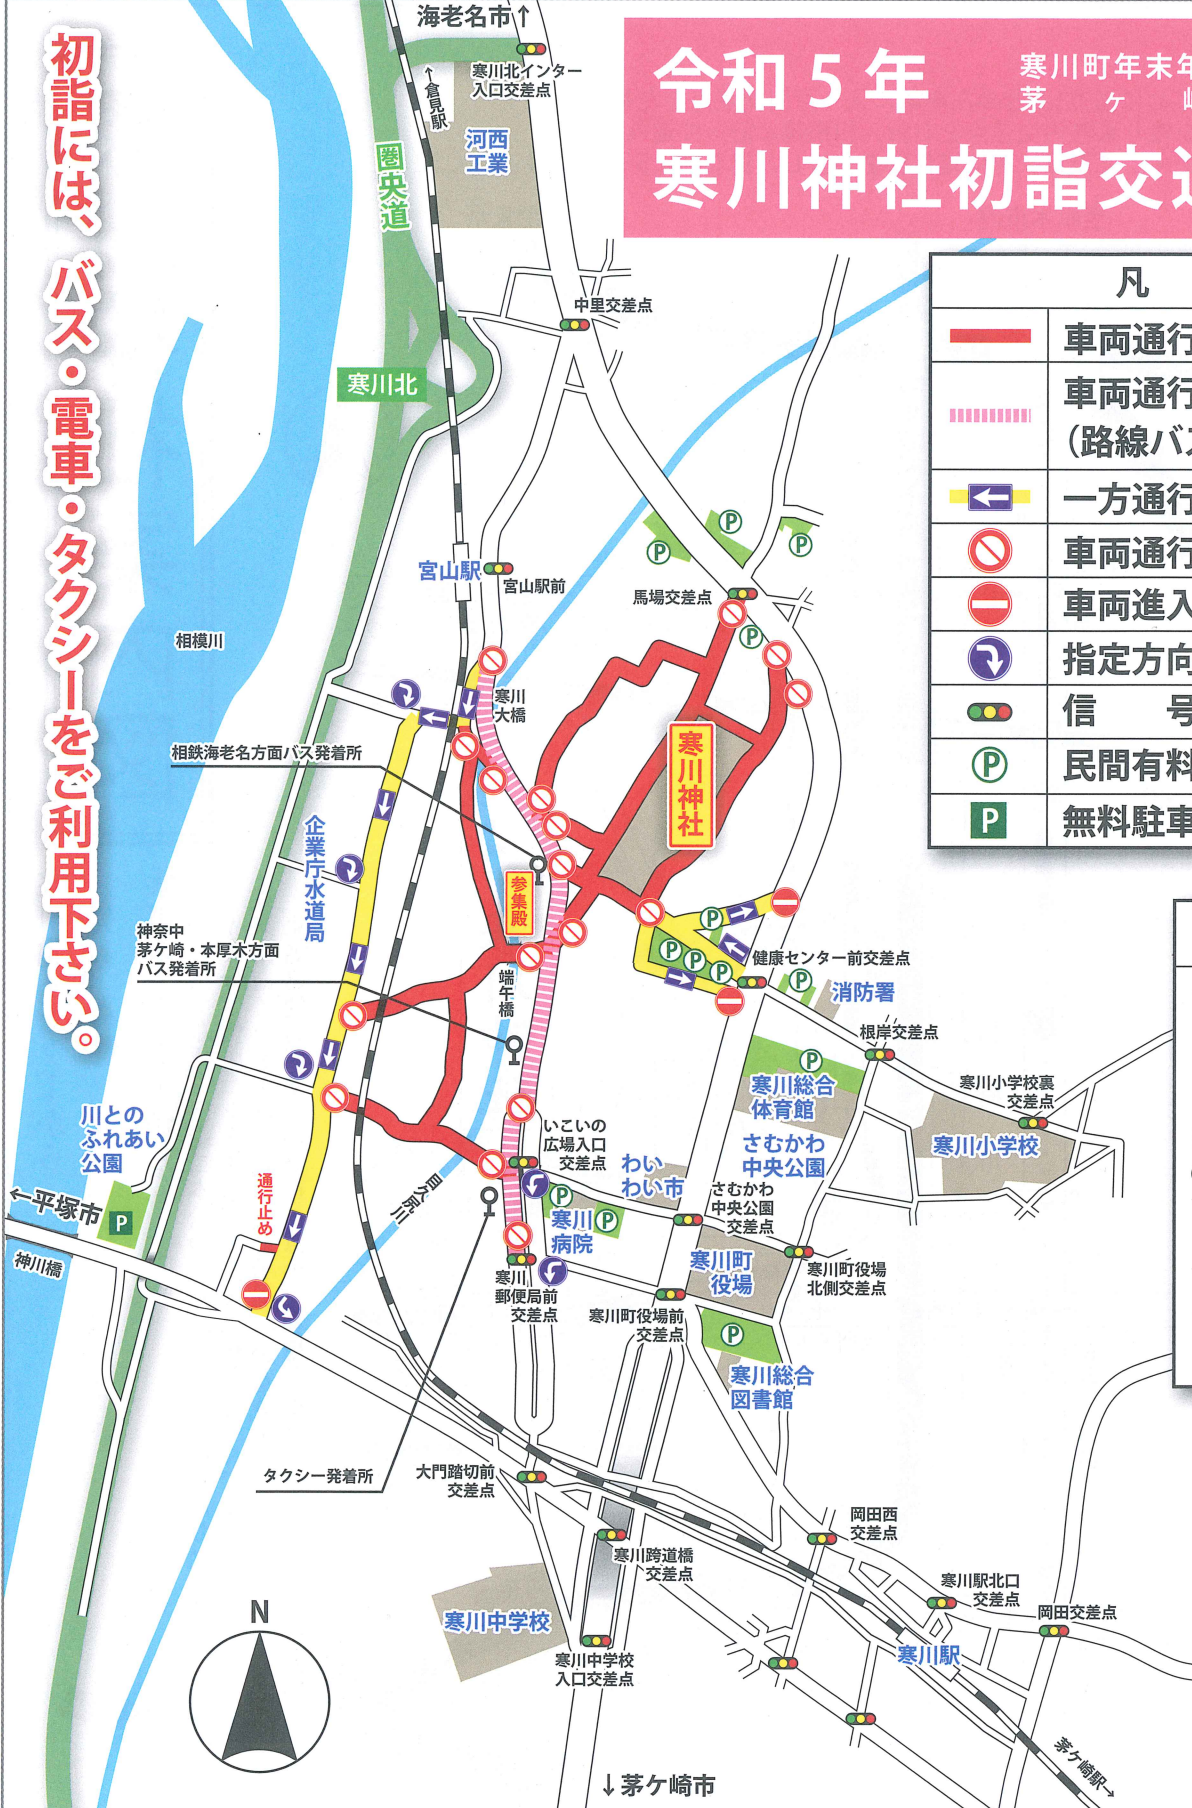 海老名市↑
初詣には、バス・電車・タクシーをご利用下さい。
令和5年
寒川町年末年
茅ヶ崎
寒川神社初詣交通
寒川北インター
入口交差点
←倉見駅
河西
工業
圏央道
中里交差点
寒川北
凡
車両通行
車両通行
(路線バス
一方通行
車両通行
車両進入
指定方向
信号
P
民間有料
P
無料駐車
P
P
P
宮山駅
宮山駅前
馬場交差点
P
相模川
寒川
大橋
相鉄海老名方面バス発着所
寒川神社
企業庁水道局
参集殿
神奈中
茅ケ崎・本厚木方面
バス発着所
端午橋
P
P
P
P
健康センター前交差点
P
消防署
根岸交差点
P
寒川総合
体育館
寒川小学校裏
交差点
寒川小学校
さむかわ
中央公園
川との
ふれあい
公園
いこいの
広場入口
交差点
わい
わい市
さむかわ
中央公園
交差点
通行止め
目久尻川
←平塚市
P
神川橋
P
P
寒川
病院
寒川町
役場
寒川町役場
北側交差点
寒川
郵便局前
交差点
寒川町役場前
交差点
P
寒川総合
図書館
タクシー発着所
大門踏切前
交差点
岡田西
交差点
寒川跨道橋
交差点
寒川駅北口
交差点
岡田交差点
N
寒川中学校
寒川駅
寒川中学校
入口交差点
茅ケ崎駅→
↓茅ケ崎市